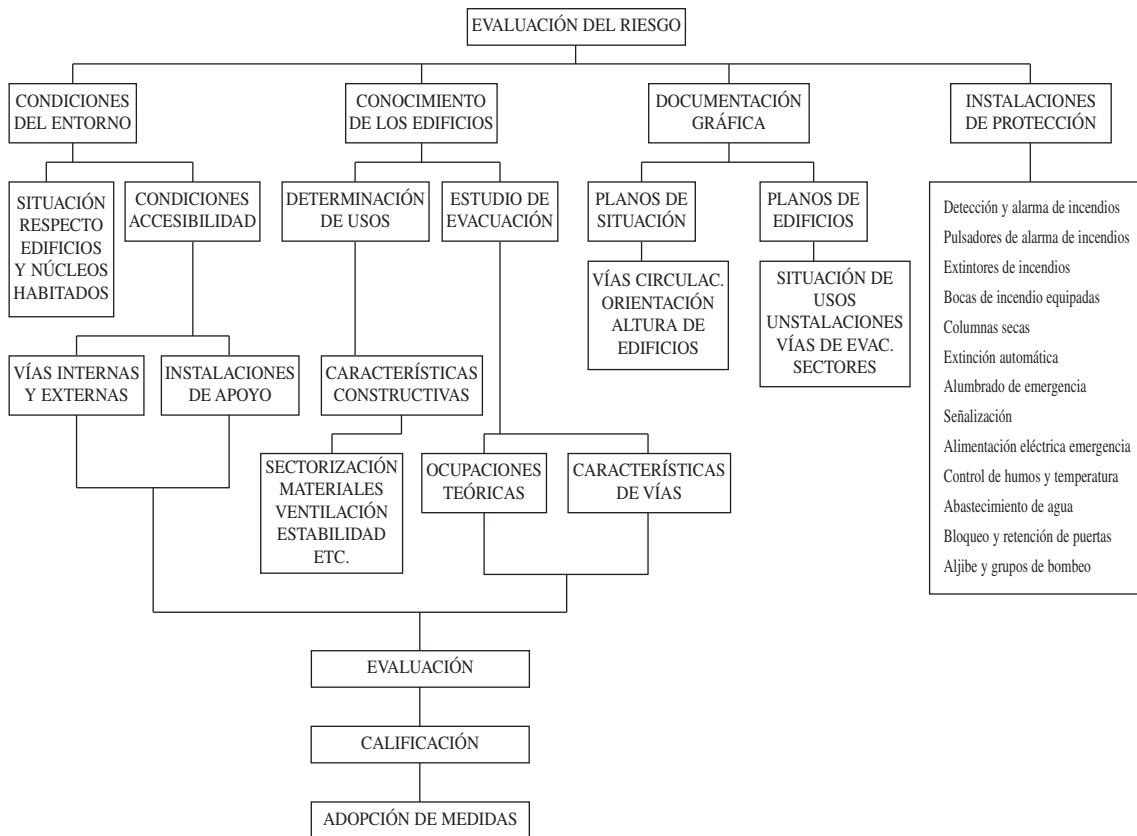 EVALUACIÓN DEL RIESGO
CONDICIONES
DEL ENTORNO
CONOCIMIENTO
DE LOS EDIFICIOS
DOCUMENTACIÓN
GRÁFICA
INSTALACIONES
DE PROTECCIÓN
SITUACIÓN
RESPECTO
EDIFICIOS
Y NÚCLEOS
HABITADOS
CONDICIONES
ACCESIBILIDAD
DETERMINACIÓN
DE USOS
ESTUDIO DE
EVACUACIÓN
PLANOS DE
SITUACIÓN
PLANOS DE
EDIFICIOS
VÍAS CIRCULAC.
ORIENTACIÓN
ALTURA DE
EDIFICIOS
SITUACIÓN DE
USOS
UNSTALACIONES
VÍAS DE EVAC.
SECTORES
Detección y alarma de incendios
Pulsadores de alarma de incendios
Extintores de incendios
Bocas de incendio equipadas
Columnas secas
Extinción automática
Alumbrado de emergencia
Señalización
Alimentación eléctrica emergencia
Control de humos y temperatura
Abastecimiento de agua
Bloqueo y retención de puertas
Aljibe y grupos de bombeo
VÍAS INTERNAS
Y EXTERNAS
INSTALACIONES
DE APOYO
CARACTERÍSTICAS
CONSTRUCTIVAS
SECTORIZACIÓN
MATERIALES
VENTILACIÓN
ESTABILIDAD
ETC.
OCUPACIONES
TEÓRICAS
CARACTERÍSTICAS
DE VÍAS
EVALUACIÓN
CALIFICACIÓN
ADOPCIÓN DE MEDIDAS